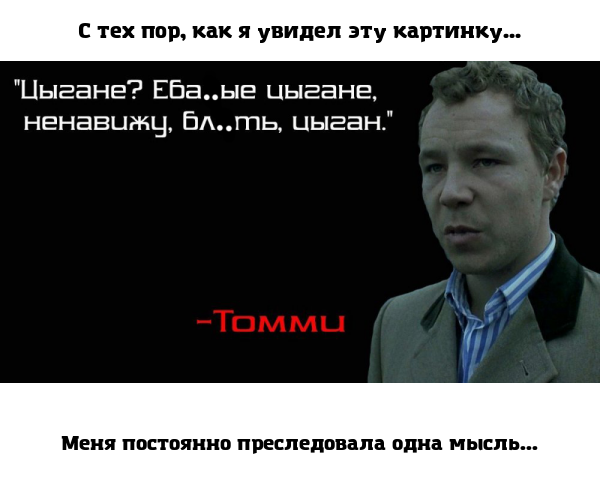 С тех пор, как я увидел эту картинку...
"Цыгане? Еба..ые цыгане,
ненавижу, бл..ть, цыган."
-Томми
Меня постоянно преследовала одна мысль...